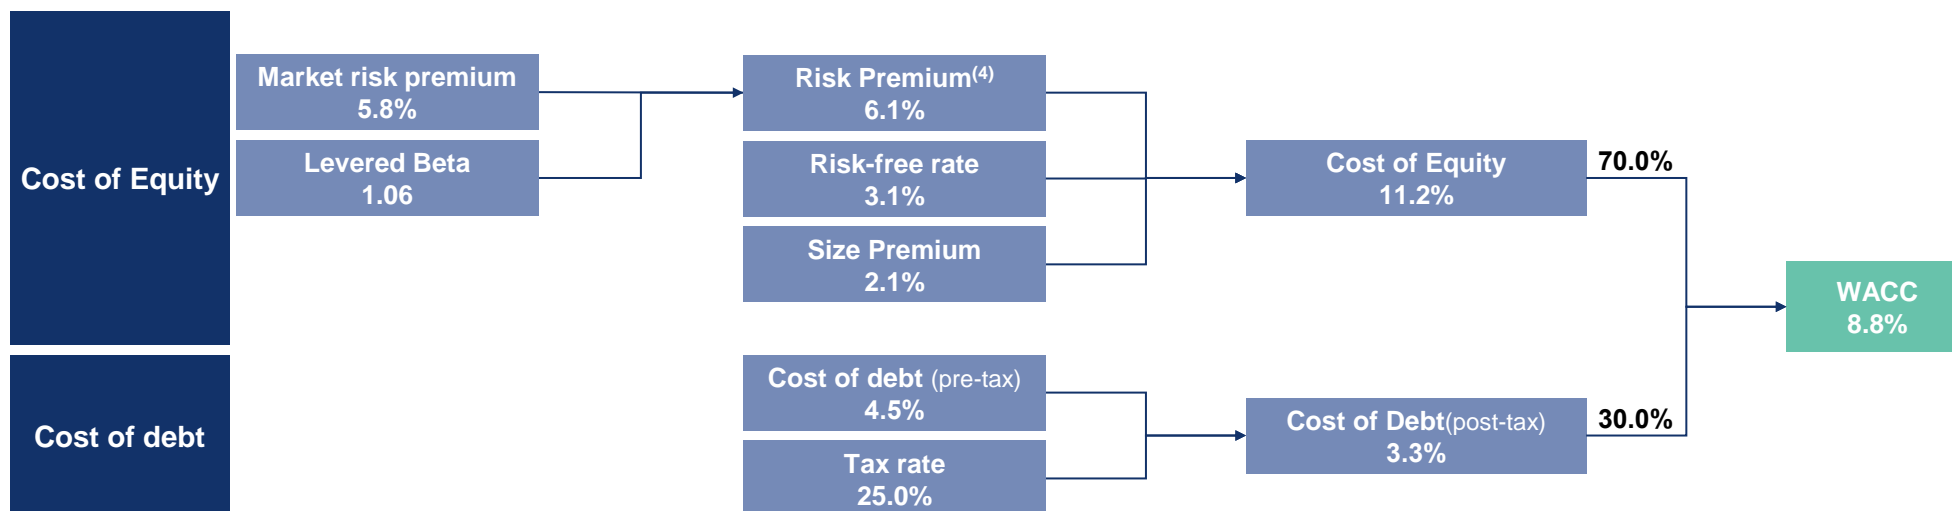 Cost of Equity
Market risk premium
5.8%
Levered Beta
1.06
Risk Premium(4)
6.1%
Risk-free rate
3.1%
Size Premium
2.1%
Cost of Equity
11.2%
70.0%
WACC
8.8%
Cost of debt
Cost of debt (pre-tax)
4.5%
Tax rate
25.0%
Cost of Debt(post-tax)
3.3%
30.0%